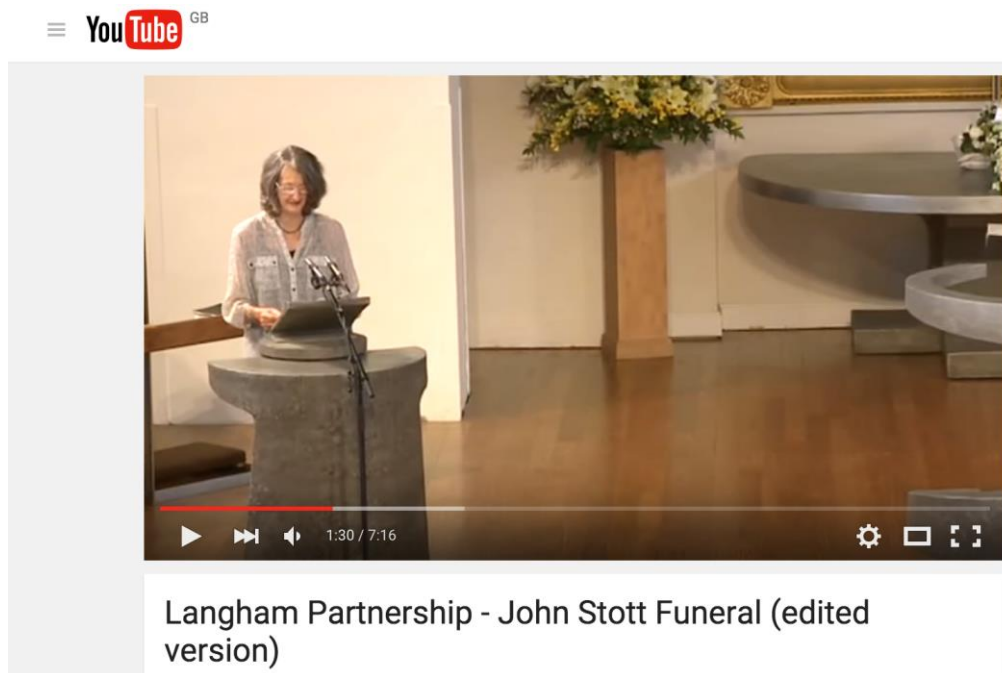 YouTube GB
1:30 / 7:16
Langham Partnership - John Stott Funeral (edited
version)